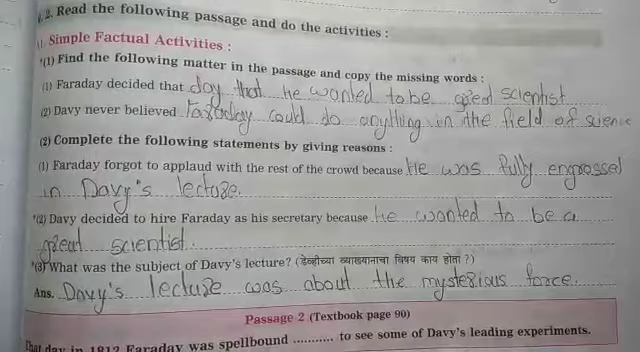 2. Read the following passage and do the activities :
Simple Factual Activities :
*(1) Find the following matter in the passage and copy the missing words :
(1) Faraday decided that day that He wanted to be great scientist
(2) Davy never believed Faraday could do anything in the field of science
(2) Complete the following statements by giving reasons :
(1) Faraday forgot to applaud with the rest of the crowd because He was fully engrossed
in Davy's lecture.
*(2) Davy decided to hire Faraday as his secretary because He wanted to be a
great scientist.
*(3) What was the subject of Davy's lecture? (डेव्हीच्या व्याख्यानाचा विषय काय होता ?)
Ans. Davy's lecture was about the mysterious force.
Passage 2 (Textbook page 90)
That day in 1812 Faraday was spellbound ........... to see some of Davy's leading experiments.